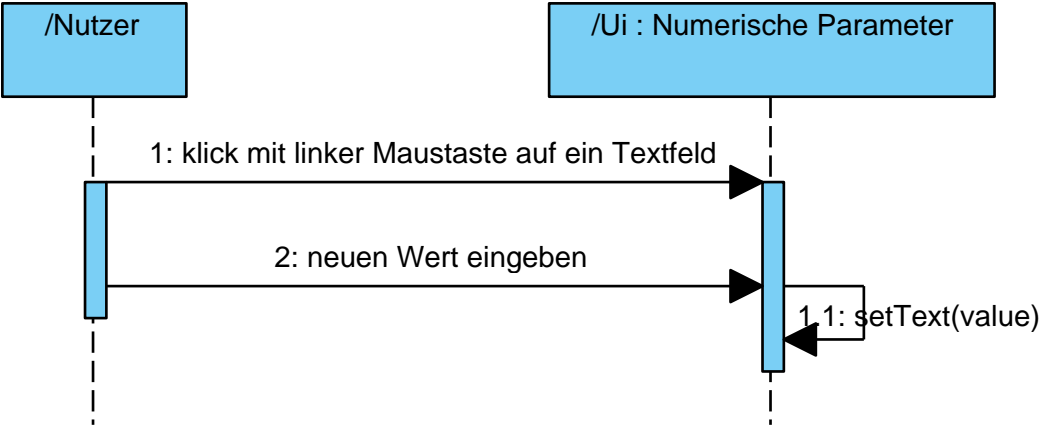 /Nutzer
/Ui : Numerische Parameter
1: klick mit linker Maustaste auf ein Textfeld
2: neuen Wert eingeben
1.1: setText(value)